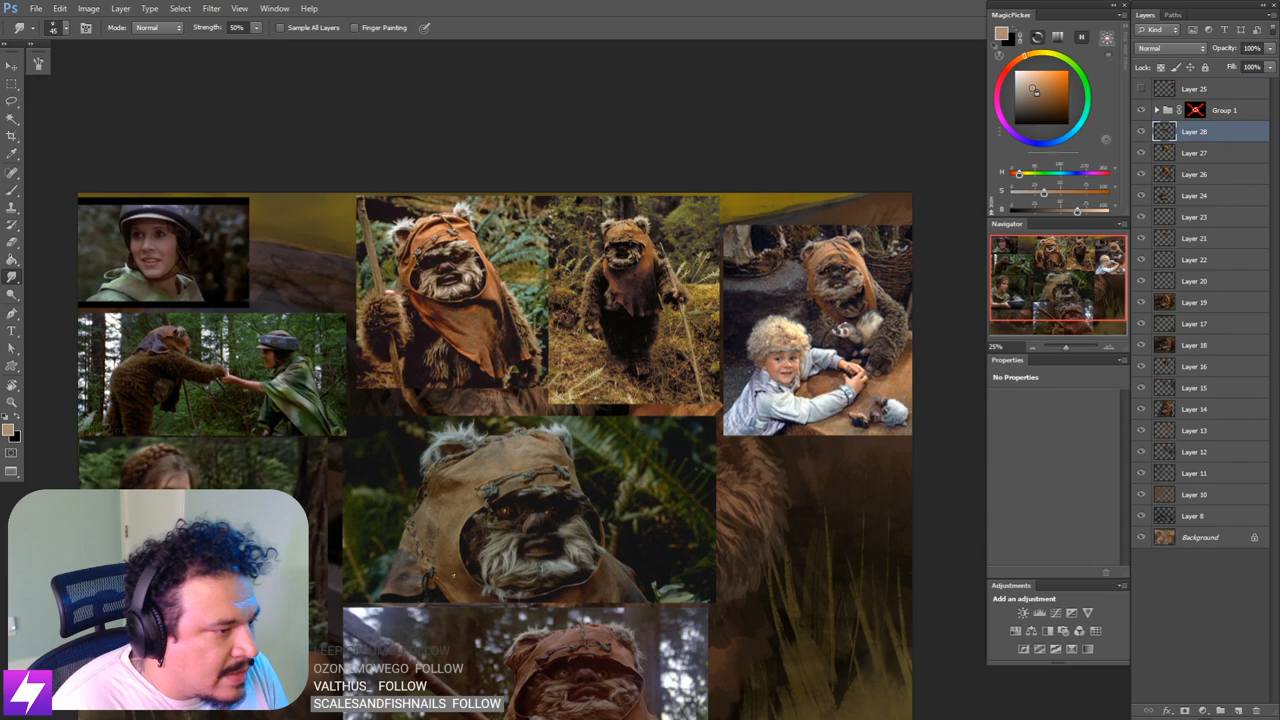 Ps File Edit Image Layer Type Select Filter View Window Help
45 Mode: Normal Strength: 50% Sample All Layers Finger Painting
MagicPicker
H
H
S
B
Navigator
25%
Properties
No Properties
Adjustments
Add an adjustment
Layers Paths
Kind
Normal Opacity: 100%
Lock: Fill: 100%
Layer 25
Group 1
Layer 28
Layer 27
Layer 26
Layer 24
Layer 23
Layer 21
Layer 22
Layer 20
Layer 19
Layer 17
Layer 18
Layer 16
Layer 15
Layer 14
Layer 13
Layer 12
Layer 11
Layer 10
Layer 8
Background
fx
FOLLOW
FOLLOW
VALTHUS_ FOLLOW
SCALESANDFISHNAILS FOLLOW